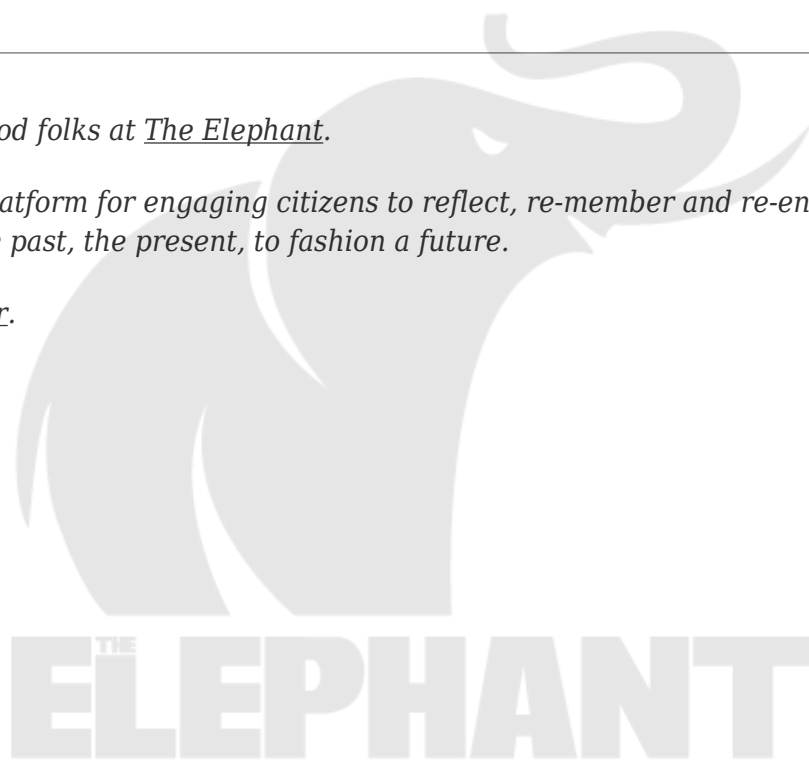 od folks at The Elephant.
atform for engaging citizens to reflect, re-member and re-en
past, the present, to fashion a future.
r.
THE
ELEPHANT